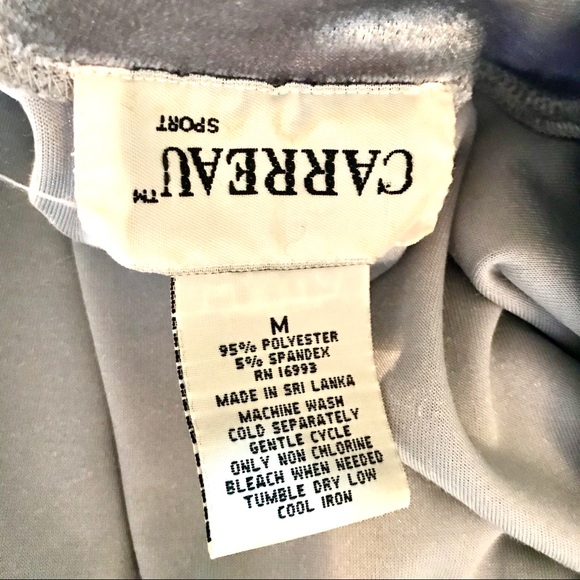 CARREAU™
SPORT
M
95% POLYESTER
5% SPANDEX
RN 16993
MADE IN SRI LANKA
MACHINE WASH
COLD SEPARATELY
GENTLE CYCLE
ONLY NON CHLORINE
BLEACH WHEN NEEDED
TUMBLE DRY LOW
COOL IRON